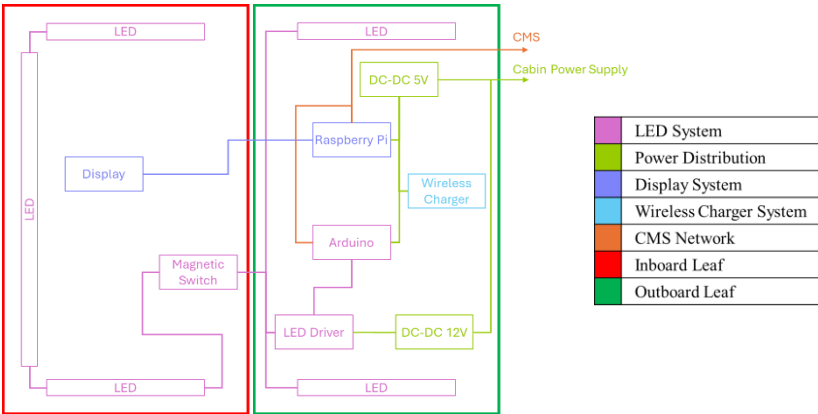 LED
LED
CMS
Cabin Power Supply
DC-DC 5V
Raspberry Pi
Display
Wireless
Charger
LED
Arduino
Magnetic
Switch
LED Driver
DC-DC 12V
LED
LED
LED System
Power Distribution
Display System
Wireless Charger System
CMS Network
Inboard Leaf
Outboard Leaf